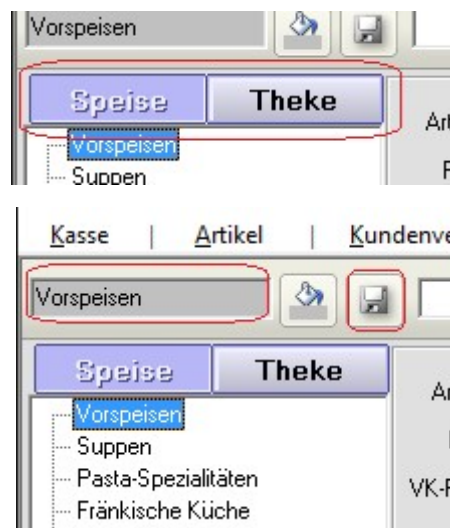 Vorspeisen
Speise Theke
Vorspeisen
Suppen
Kasse | Artikel |
Vorspeisen
Speise Theke
Vorspeisen
Suppen
Pasta-Spezialitäten
Fränkische Küche